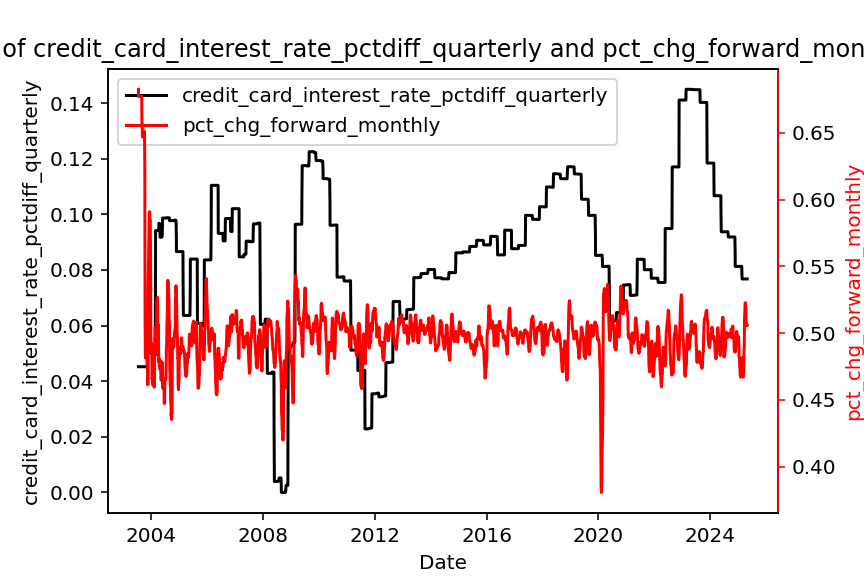 of credit_card_interest_rate_pctdiff_quarterly and pct_chg_forward_mon
credit_card_interest_rate_pctdiff_quarterly
pct_chg_forward_monthly
credit_card_interest_rate_pctdiff_quarterly
0.14
0.12
0.10
0.08
0.06
0.04
0.02
0.00
0.65
0.60
0.55
0.50
0.45
0.40
pct_chg_forward_monthly
2004 2008 2012 2016 2020 2024
Date